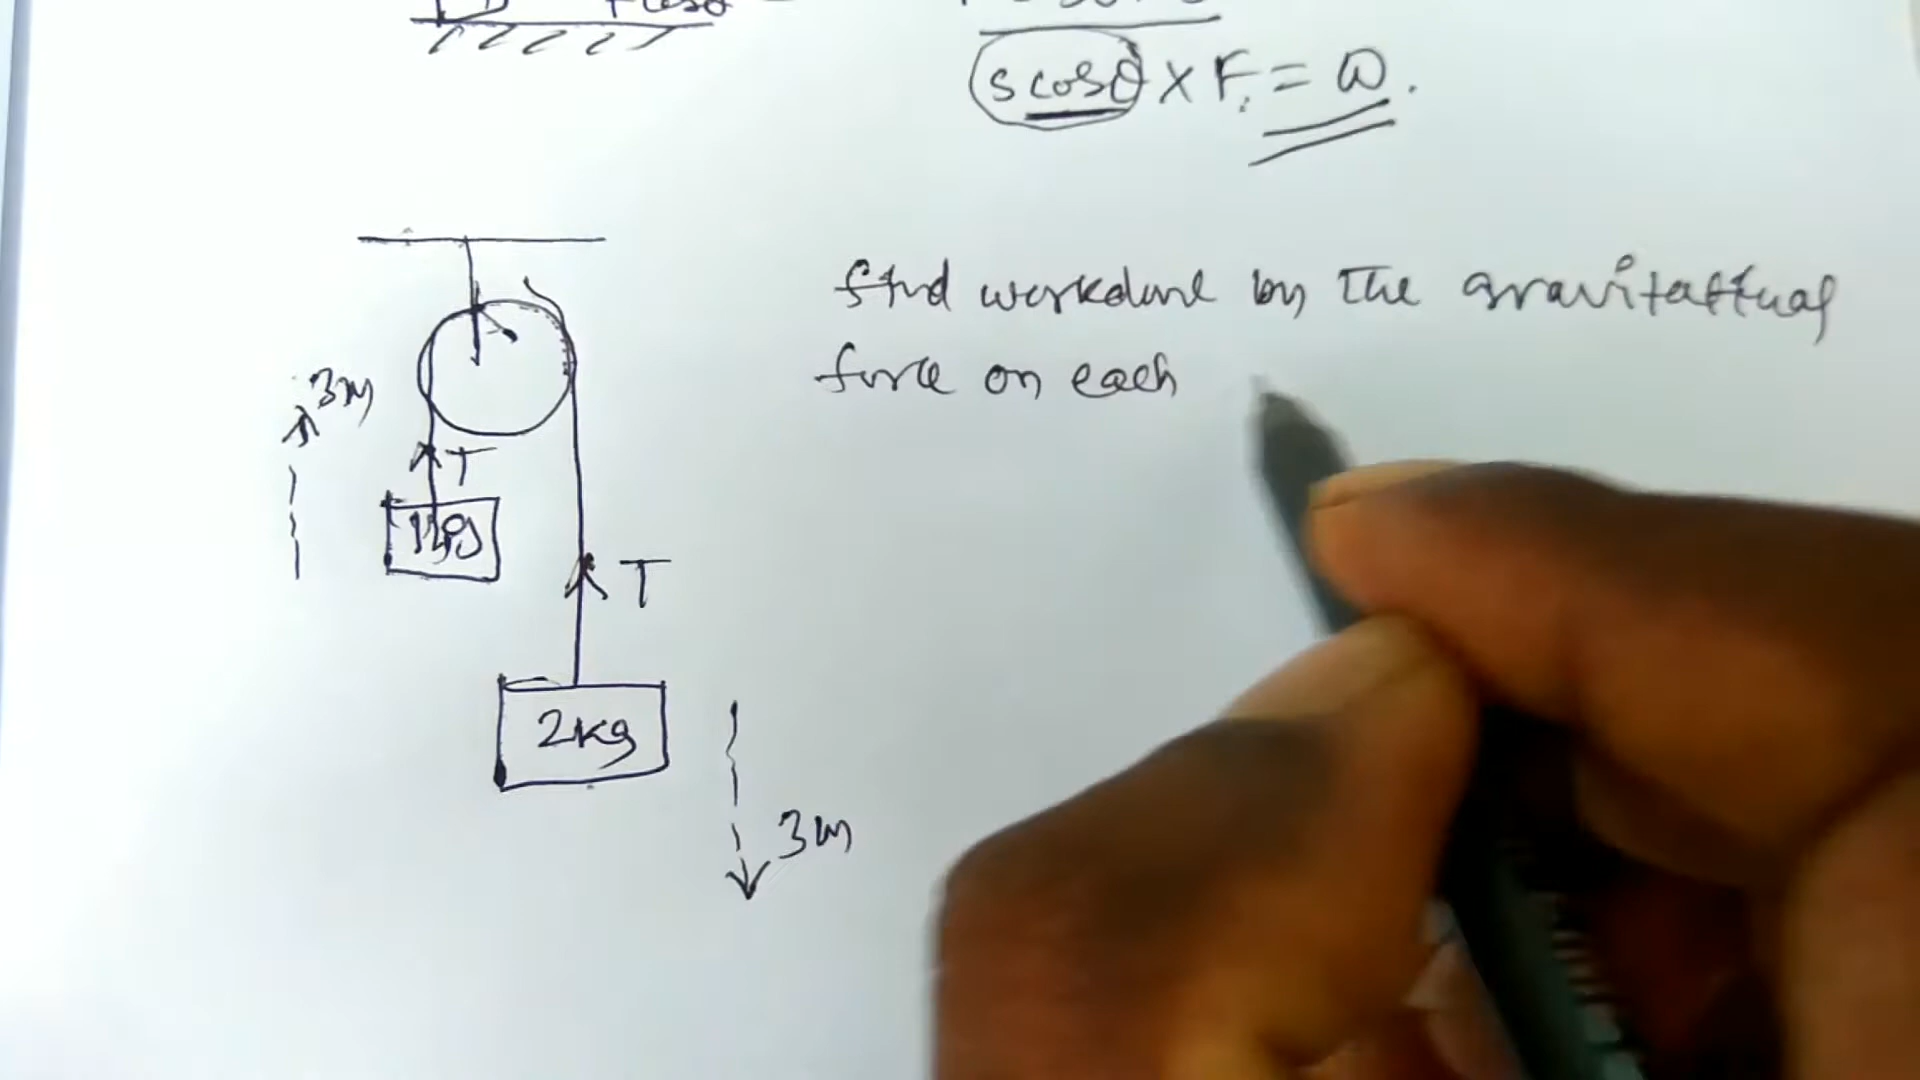 s cosθ × F = ω.
find workdone by the gravitational
force on each
3m
T
1kg
T
2kg
3m